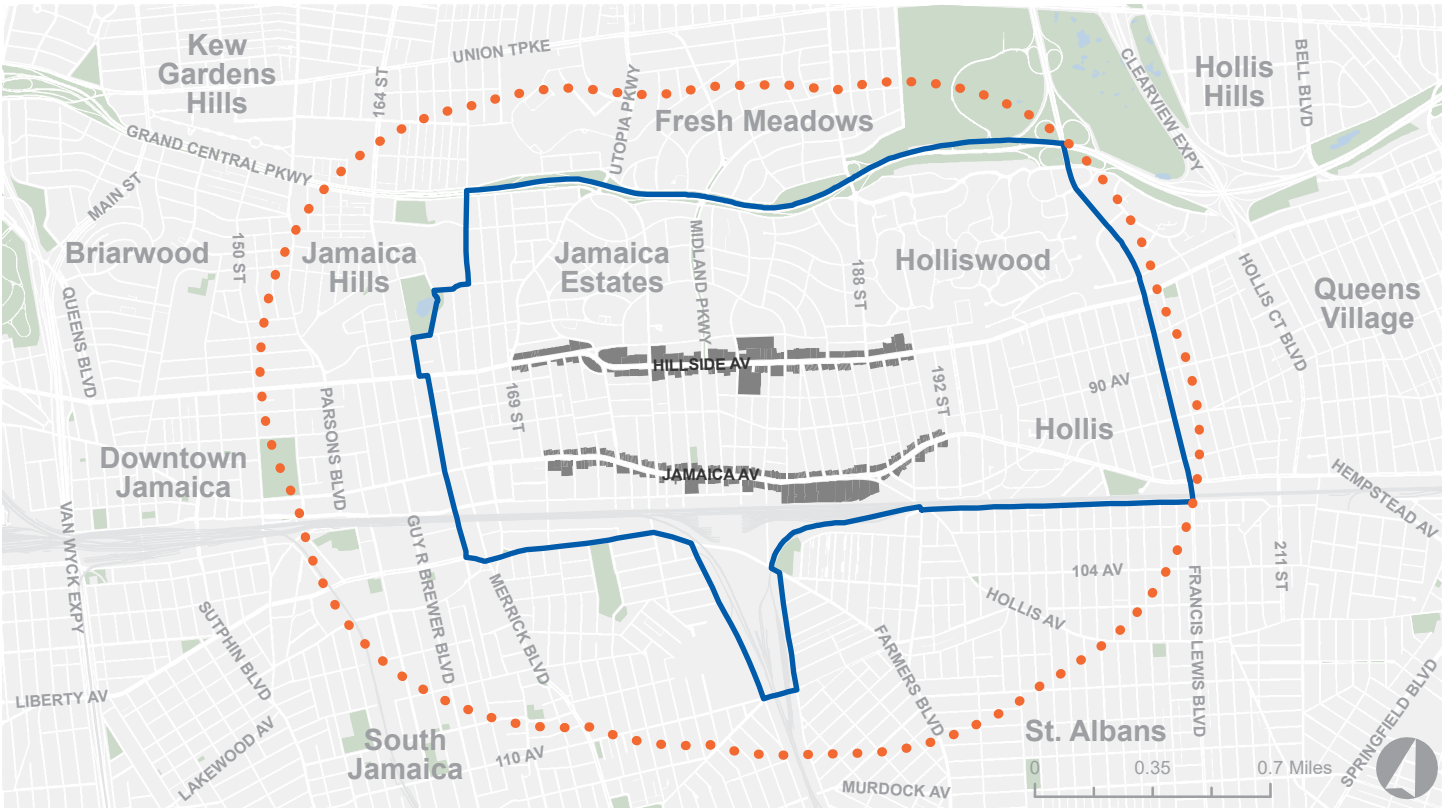 Kew
Gardens
Hills
UNION TPKE
164 ST
UTOPIA PKWY
Fresh Meadows
CLEARVIEW EXPY
Hollis
Hills
BELL BLVD
GRAND CENTRAL PKWY
MAIN ST
Briarwood
150 ST
Jamaica
Hills
Jamaica
Estates
MIDLAND PKWY
188 ST
Holliswood
HOLLIS CT BLVD
Queens
Village
QUEENS BLVD
HILLSIDE AV
169 ST
192 ST
90 AV
PARSONS BLVD
Hollis
Downtown
Jamaica
JAMAICA AV
HEMPSTEAD AV
VAN WYCK EXPY
GUY R BREWER BLVD
MERRICK BLVD
104 AV
211 ST
HOLLIS AV
FRANCIS LEWIS BLVD
SUTPHIN BLVD
FARMERS BLVD
LIBERTY AV
LAKEWOOD AV
South
Jamaica
110 AV
St. Albans
SPRINGFIELD BLVD
MURDOCK AV
0 0.35 0.7 Miles